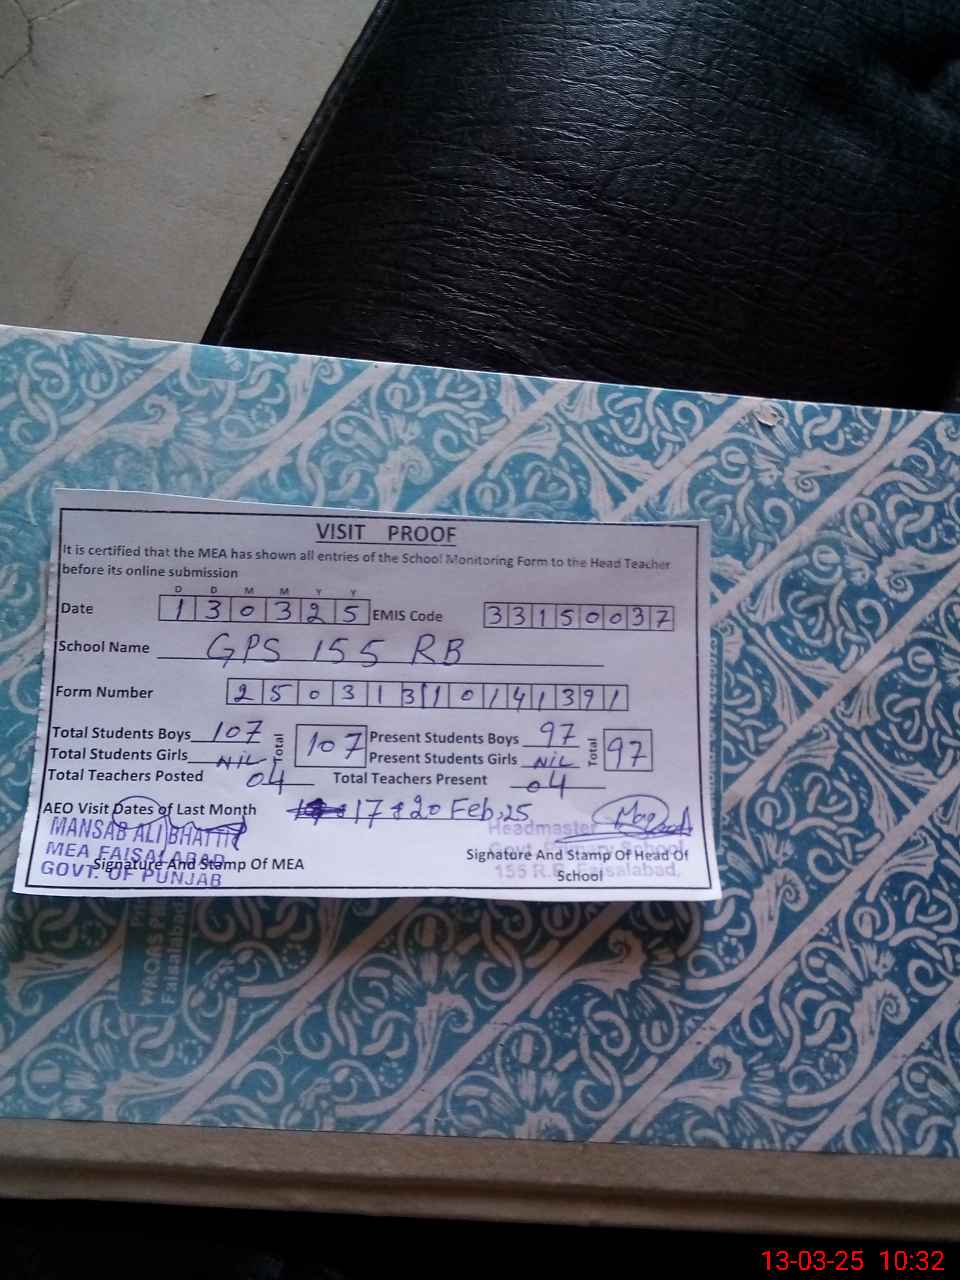 VISIT PROOF
It is certified that the MEA has shown all entries of the School Monitoring Form to the Head Teacher
before its online submission
D D M M Y Y
Date 1 3 0 3 2 5 EMIS Code 3 3 1 5 0 0 3 7
School Name GPS 155 RB
Form Number 2 5 0 3 1 3 1 0 1 4 1 3 9 1
Total Students Boys 107 Total 107 Present Students Boys 97 Total 97
Total Students Girls NIL Present Students Girls NIL
Total Teachers Posted 04 Total Teachers Present 04
AEO Visit Dates of Last Month 17 & 20 Feb,25
MANSAB ALI BHATTI
MEA FAISALABAD
GOVT. OF PUNJAB
Signature And Stamp Of MEA
Headmaster
Govt. Primary School
155 R.B. Faisalabad.
Signature And Stamp Of Head Of
School
Faisalabad
13-03-25 10:32